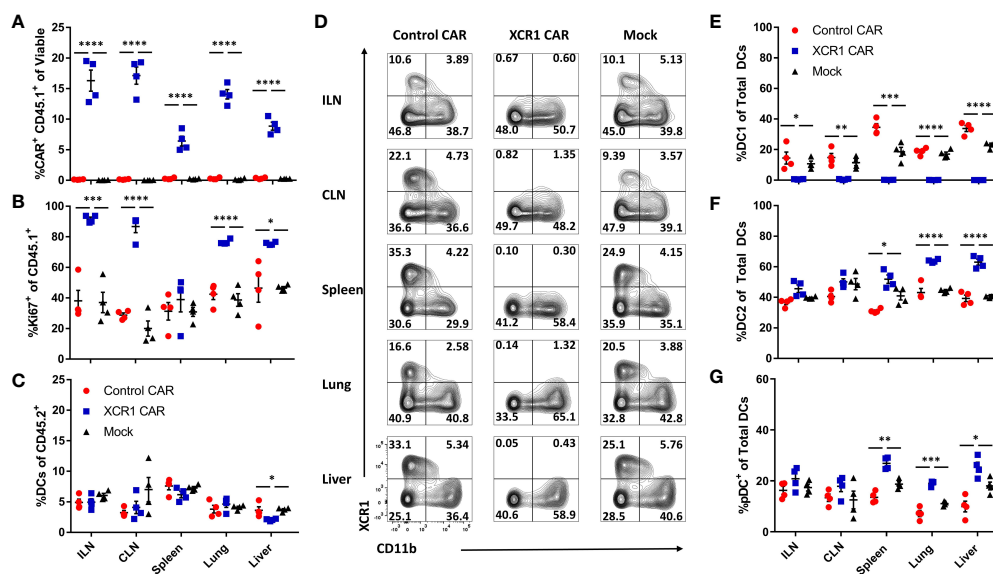 A
%CAR⁺ CD45.1⁺ of Viable
25
20
15
10
5
0
**** **** **** **** ****
B
%Ki67⁺ of CD45.1⁺
100
80
60
40
20
0
*** **** **** *
C
%DCs of CD45.2⁺
20
15
10
5
0
Control CAR
XCR1 CAR
Mock
*
ILN CLN Spleen Lung Liver
D
Control CAR XCR1 CAR Mock
ILN
10.6 3.89 0.67 0.60 10.1 5.13
46.8 38.7 48.0 50.7 45.0 39.8
CLN
22.1 4.73 0.82 1.35 9.39 3.57
36.6 36.6 49.7 48.2 47.9 39.1
Spleen
35.3 4.22 0.10 0.30 24.9 4.15
30.6 29.9 41.2 58.4 35.9 35.1
Lung
16.6 2.58 0.14 1.32 20.5 3.88
40.9 40.8 33.5 65.1 32.8 42.8
Liver
33.1 5.34 0.05 0.43 25.1 5.76
25.1 36.4 40.6 58.9 28.5 40.6
XCR1
CD11b
E
Control CAR
XCR1 CAR
Mock
%DC1 of Total DCs
100
80
60
40
20
0
* ** *** **** ****
F
%DC2 of Total DCs
100
80
60
40
20
0
* **** ****
G
%pDC⁺ of Total DCs
60
40
20
0
** *** *
ILN CLN Spleen Lung Liver